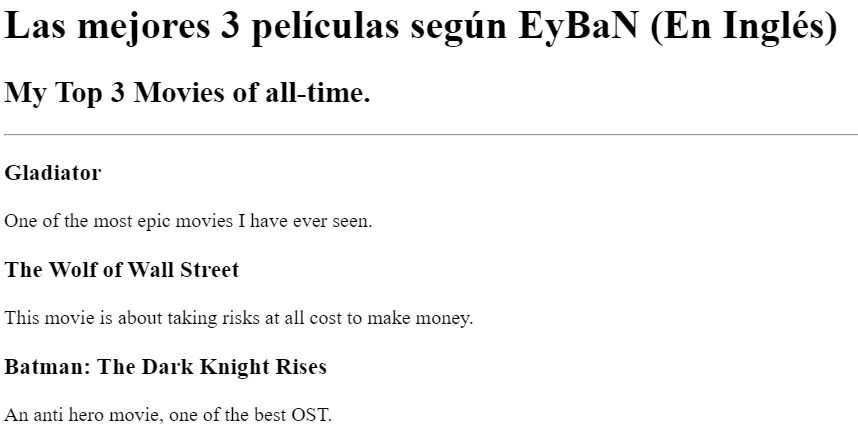 Las mejores 3 películas según EyBaN (En Inglés)
My Top 3 Movies of all-time.
Gladiator
One of the most epic movies I have ever seen.
The Wolf of Wall Street
This movie is about taking risks at all cost to make money.
Batman: The Dark Knight Rises
An anti hero movie, one of the best OST.